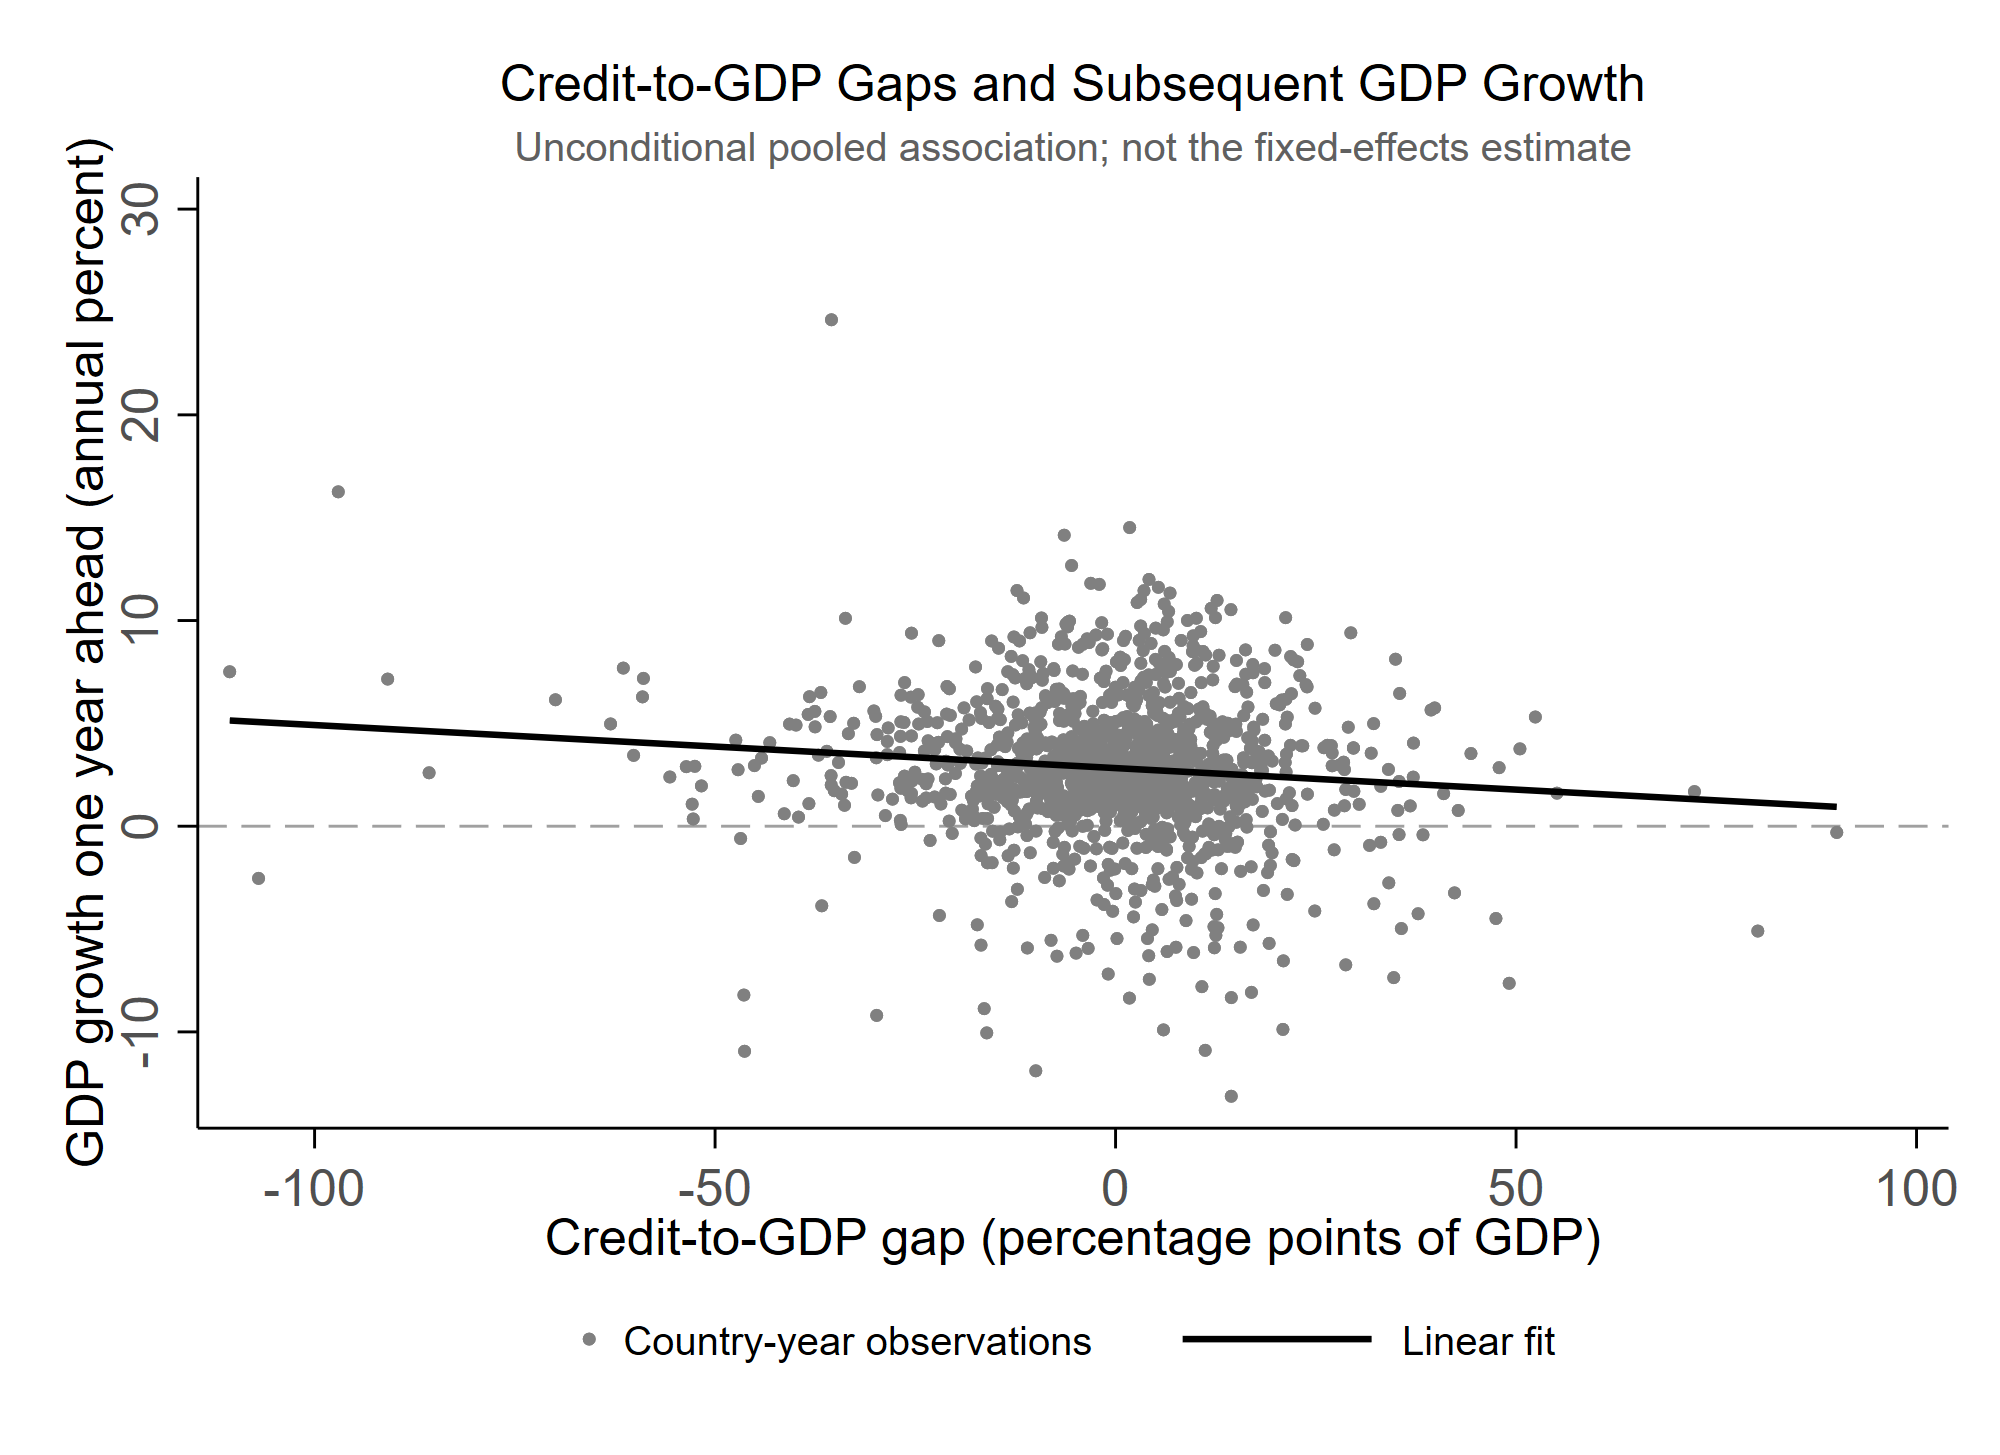 Credit-to-GDP Gaps and Subsequent GDP Growth
Unconditional pooled association; not the fixed-effects estimate
GDP growth one year ahead (annual percent)
30
20
10
0
-10
-100
-50
0
50
100
Credit-to-GDP gap (percentage points of GDP)
Country-year observations
Linear fit